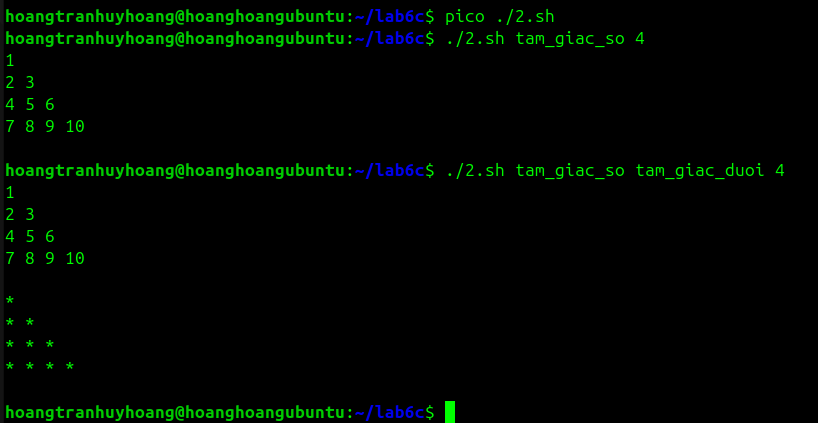 hoangtranhuyhoang@hoanghoangubuntu:~/lab6c$ pico ./2.sh
hoangtranhuyhoang@hoanghoangubuntu:~/lab6c$ ./2.sh tam_giac_so 4
1
2 3
4 5 6
7 8 9 10
hoangtranhuyhoang@hoanghoangubuntu:~/lab6c$ ./2.sh tam_giac_so tam_giac_duoi 4
1
2 3
4 5 6
7 8 9 10
*
* *
* * *
* * * *
hoangtranhuyhoang@hoanghoangubuntu:~/lab6c$